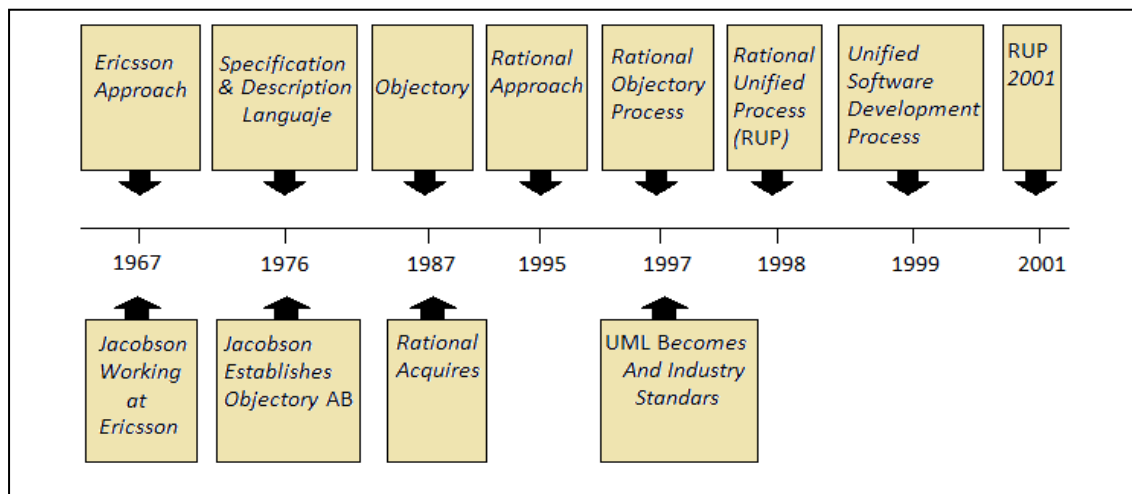 Ericsson
Approach
Specification
& Description
Languaje
Objectory
Rational
Approach
Rational
Objectory
Process
Rational
Unified
Process
(RUP)
Unified
Software
Development
Process
RUP
2001
1967
1976
1987
1995
1997
1998
1999
2001
Jacobson
Working
at
Ericsson
Jacobson
Establishes
Objectory AB
Rational
Acquires
UML Becomes
And Industry
Standars